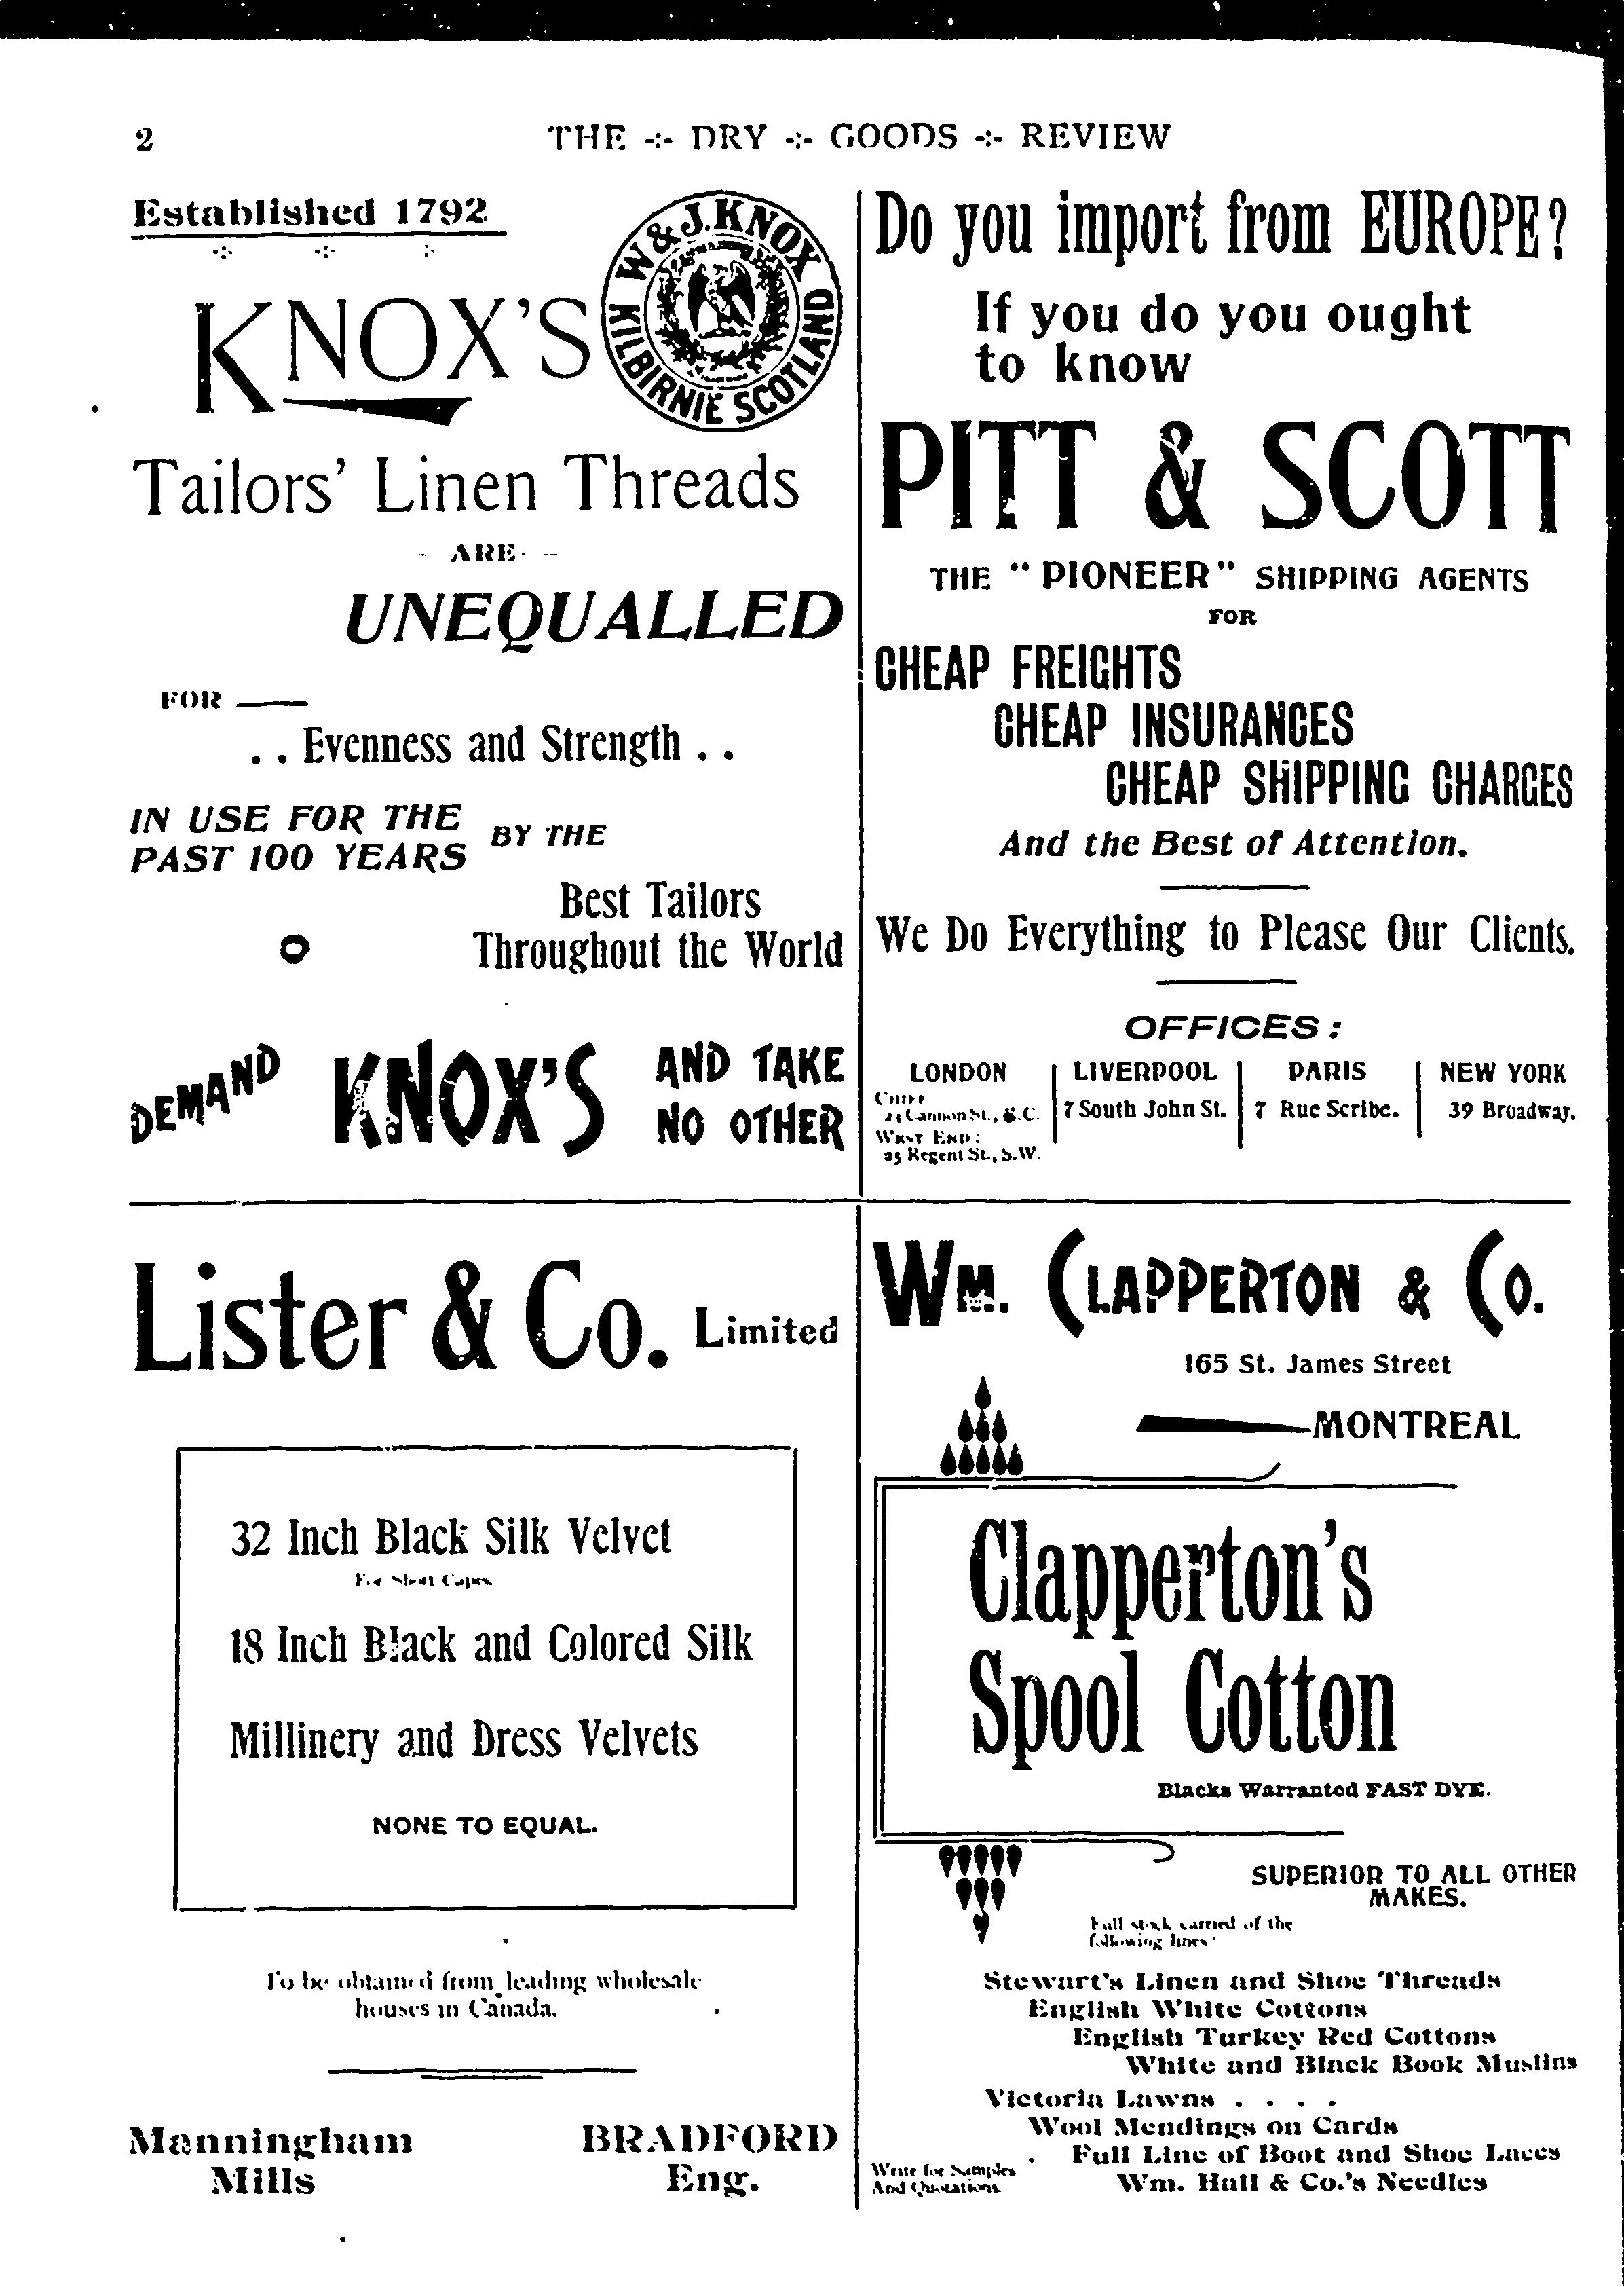 2
THE -:- DRY -:- GOODS -:- REVIEW
Established 1792
KNOX'S
W & J. KNOX
KILBIRNIE SCOTLAND
Tailors' Linen Threads
ARE
UNEQUALLED
FOR
. . Evenness and Strength . .
IN USE FOR THE
PAST 100 YEARS
BY THE
Best Tailors
Throughout the World
DEMAND KNOX'S AND TAKE
NO OTHER
Do you import from EUROPE?
If you do you ought
to know
PITT & SCOTT
THE "PIONEER" SHIPPING AGENTS
FOR
CHEAP FREIGHTS
CHEAP INSURANCES
CHEAP SHIPPING CHARGES
And the Best of Attention.
We Do Everything to Please Our Clients.
OFFICES:
LONDON
CHIEF
Cannon St., E.C.
WEST END:
25 Regent St., S.W.
LIVERPOOL
7 South John St.
PARIS
7 Rue Scribe.
NEW YORK
39 Broadway.
Lister & Co. Limited
32 Inch Black Silk Velvet
For Short Capes
18 Inch Black and Colored Silk
Millinery and Dress Velvets
NONE TO EQUAL.
To be obtained from leading wholesale
houses in Canada.
Manningham
Mills
BRADFORD
Eng.
WM. CLAPPERTON & CO.
165 St. James Street
MONTREAL
Clapperton's
Spool Cotton
Blacks Warranted FAST DYE.
SUPERIOR TO ALL OTHER
MAKES.
Full stock carried of the
following lines:
Stewart's Linen and Shoe Threads
English White Cottons
English Turkey Red Cottons
White and Black Book Muslins
Victoria Lawns . . . .
Wool Mendings on Cards
Full Line of Boot and Shoe Laces
Wm. Hall & Co.'s Needles
Write for Samples
And Quotations.